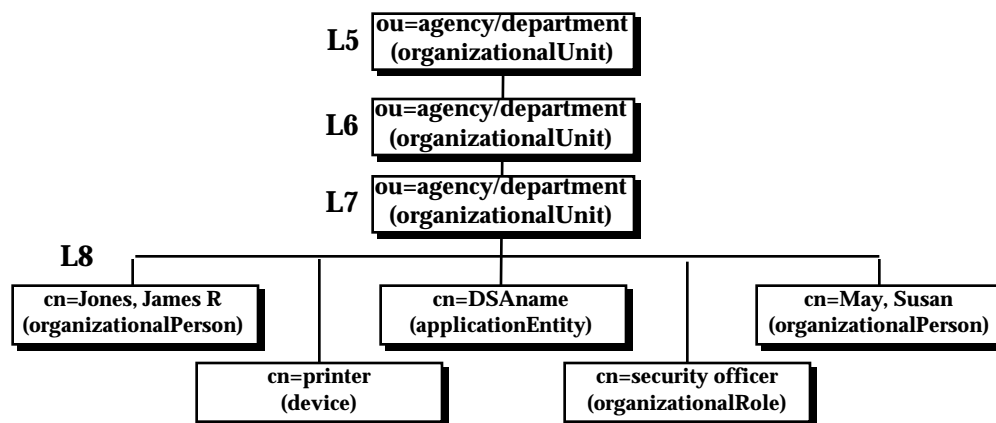 L5
ou=agency/department
(organizationalUnit)
L6
ou=agency/department
(organizationalUnit)
L7
ou=agency/department
(organizationalUnit)
L8
cn=Jones, James R
(organizationalPerson)
cn=DSAname
(applicationEntity)
cn=May, Susan
(organizationalPerson)
cn=printer
(device)
cn=security officer
(organizationalRole)